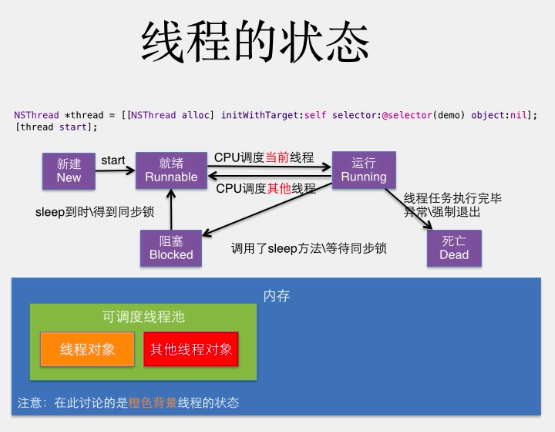 线程的状态
NSThread *thread = [[NSThread alloc] initWithTarget:self selector:@selector(demo) object:nil];
[thread start];
新建
New
start
就绪
Runnable
CPU调度当前线程
CPU调度其他线程
运行
Running
sleep到时\得到同步锁
线程任务执行完毕
异常\强制退出
阻塞
Blocked
调用了sleep方法\等待同步锁
死亡
Dead
内存
可调度线程池
线程对象
其他线程对象
注意：在此讨论的是橙色背景线程的状态